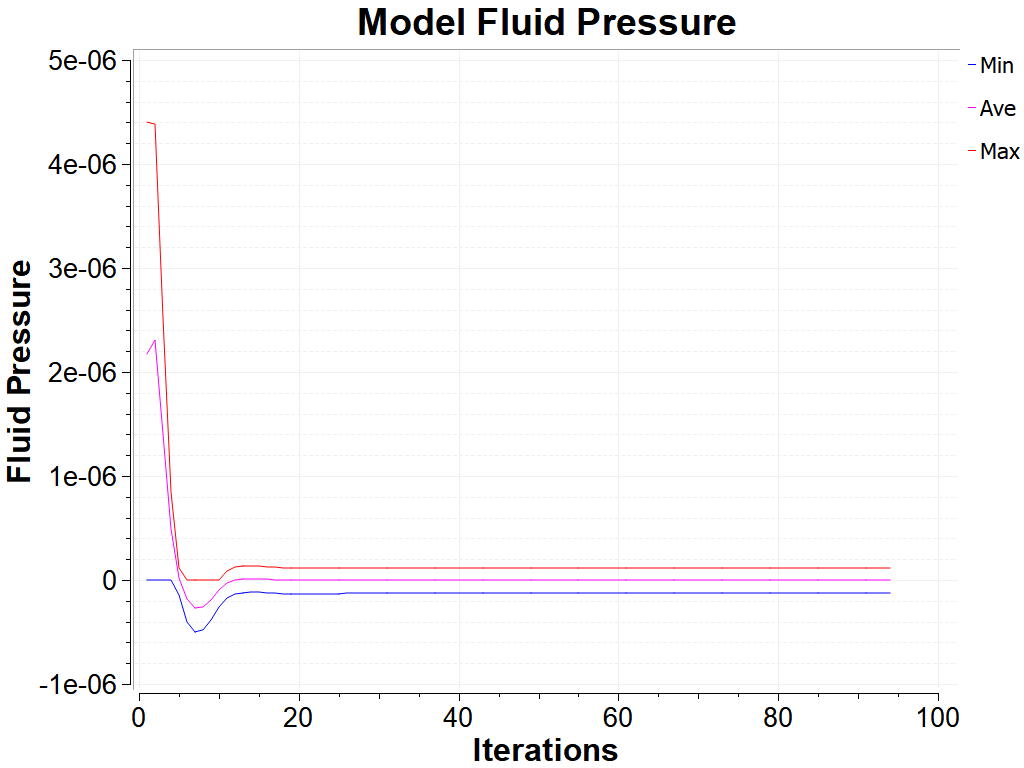 Model Fluid Pressure
5e-06
4e-06
3e-06
2e-06
1e-06
0
-1e-06
Fluid Pressure
0 20 40 60 80 100
Iterations
Min
Ave
Max